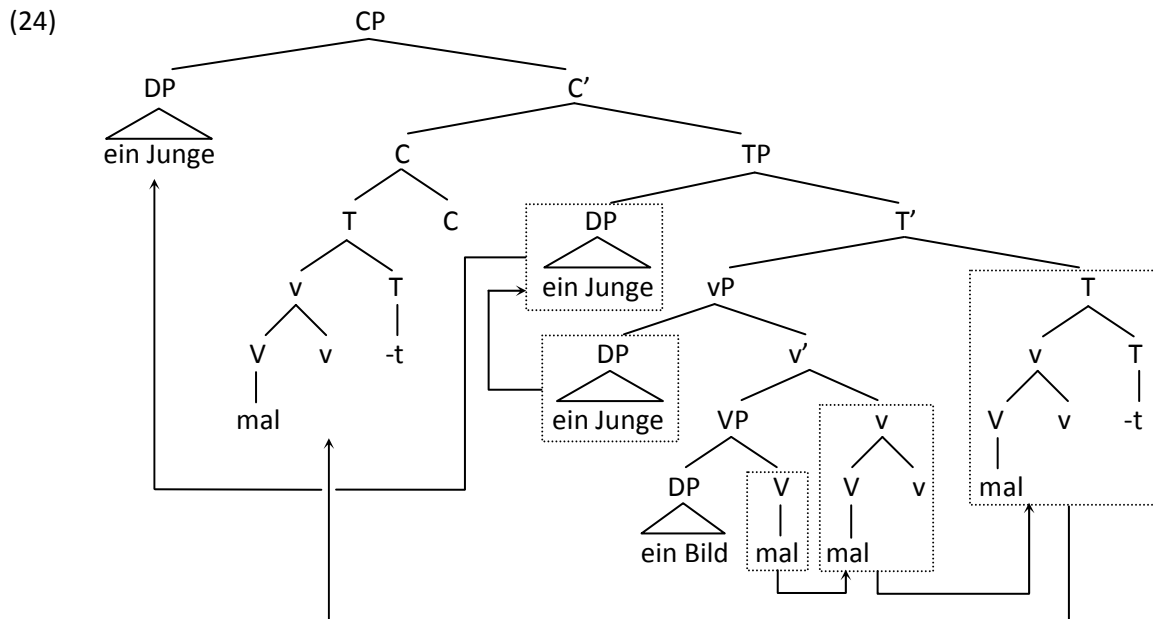 (24)
CP
DP C’
ein Junge
C TP
T C DP T’
v T ein Junge vP T
V v -t DP v’ v T
mal ein Junge VP v V v -t
DP V V v mal
ein Bild mal mal